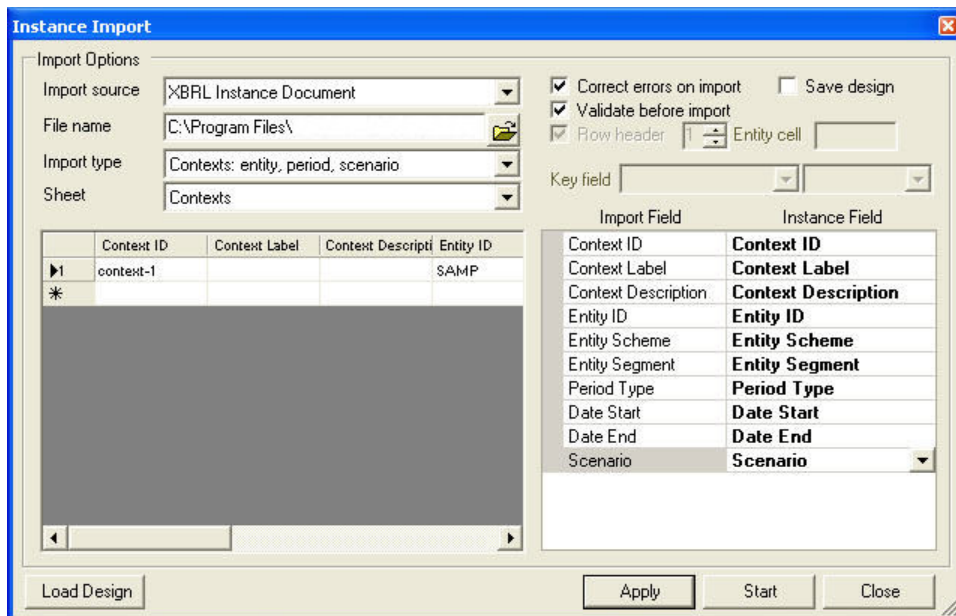 Instance Import
Import Options
Import source XBRL Instance Document
File name C:\Program Files\
Import type Contexts: entity, period, scenario
Sheet Contexts
Correct errors on import Save design
Validate before import
Row header 1 Entity cell
Key field
Context ID Context Label Context Descripti Entity ID
1 context-1 SAMP
Import Field Instance Field
Context ID Context ID
Context Label Context Label
Context Description Context Description
Entity ID Entity ID
Entity Scheme Entity Scheme
Entity Segment Entity Segment
Period Type Period Type
Date Start Date Start
Date End Date End
Scenario Scenario
Load Design Apply Start Close